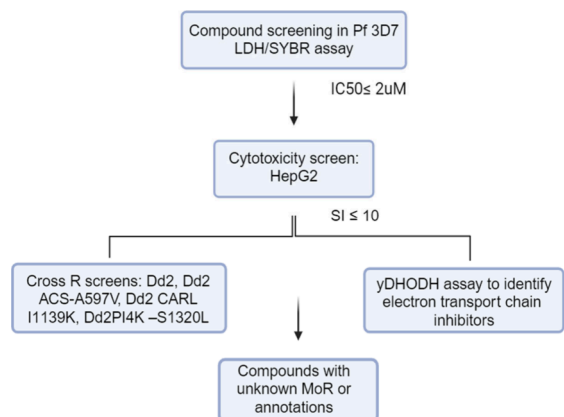 Compound screening in Pf 3D7
LDH/SYBR assay
IC50≤ 2uM
Cytotoxicity screen:
HepG2
SI ≤ 10
Cross R screens: Dd2, Dd2
ACS-A597V, Dd2 CARL
I1139K, Dd2PI4K –S1320L
yDHODH assay to identify
electron transport chain
inhibitors
Compounds with
unknown MoR or
annotations